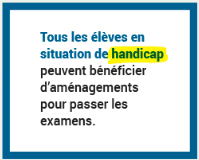 Tous les élèves en
situation de handicap
peuvent bénéficier
d'aménagements
pour passer les
examens.